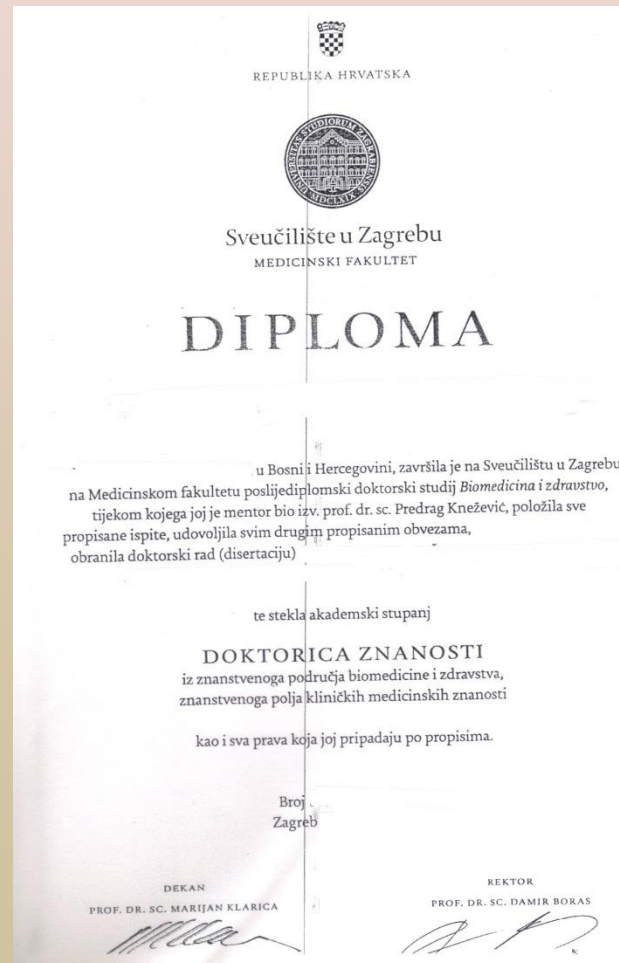 REPUBLIKA HRVATSKA
UNIVERSITAS STUDIORUM ZAGRABIENSIS
MDCLXIX
Sveučilište u Zagrebu
MEDICINSKI FAKULTET
DIPLOMA
u Bosni i Hercegovini, završila je na Sveučilištu u Zagrebu
na Medicinskom fakultetu poslijediplomski doktorski studij Biomedicina i zdravstvo,
tijekom kojega joj je mentor bio izv. prof. dr. sc. Predrag Knežević, položila sve
propisane ispite, udovoljila svim drugim propisanim obvezama,
obranila doktorski rad (disertaciju)
te stekla akademski stupanj
DOKTORICA ZNANOSTI
iz znanstvenoga područja biomedicine i zdravstva,
znanstvenoga polja kliničkih medicinskih znanosti
kao i sva prava koja joj pripadaju po propisima.
Broj
Zagreb
DEKAN
PROF. DR. SC. MARIJAN KLARICA
REKTOR
PROF. DR. SC. DAMIR BORAS